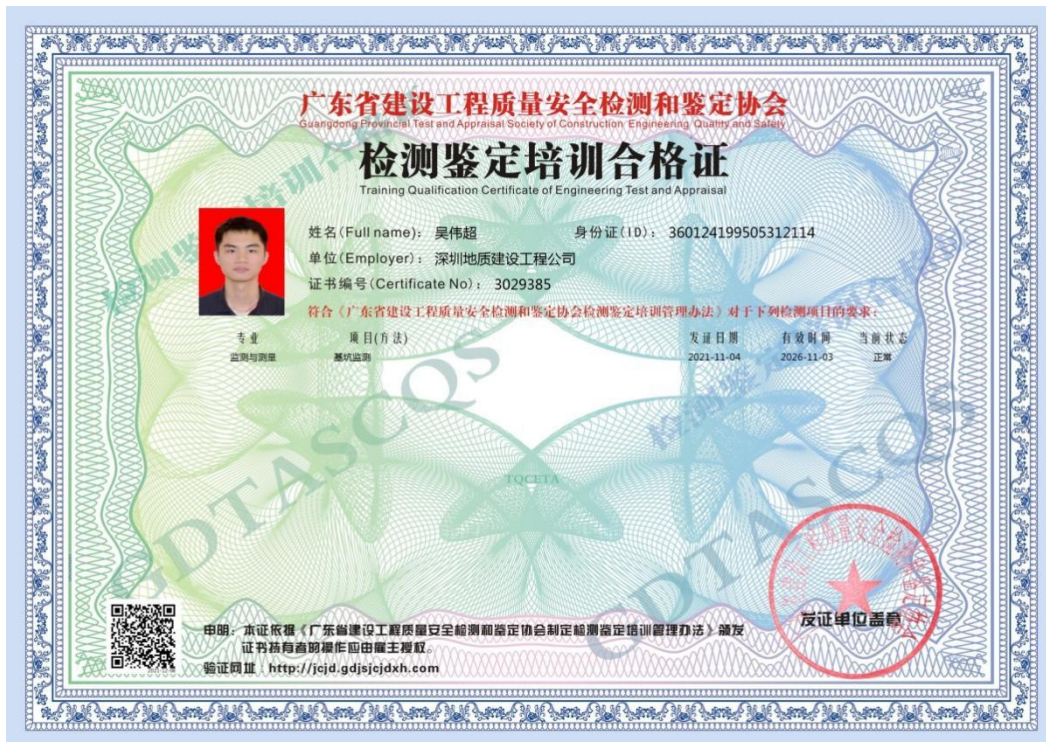 广东省建设工程质量安全检测和鉴定协会
Guangdong Provincial Test and Appraisal Society of Construction Engineering Quality and Safety
检测鉴定培训合格证
Training Qualification Certificate of Engineering Test and Appraisal
姓名(Full name)： 吴伟超 身份证(ID)： 360124199505312114
单位(Employer)： 深圳地质建设工程公司
证书编号(Certificate No)： 3029385
符合《广东省建设工程质量安全检测和鉴定协会检测鉴定培训管理办法》对于下列检测项目的要求：
专业 项目(方法) 发证日期 有效时间 当前状态
监测与测量 基坑监测 2021-11-04 2026-11-03 正常
GDTASCQS
GDTASCQS
TQCETA
发证单位盖章
申明：本证依据《广东省建设工程质量安全检测和鉴定协会制定检测鉴定培训管理办法》颁发
证书持有者的操作应由雇主授权。
验证网址 http://jcjd.gdjsjcjdxh.com